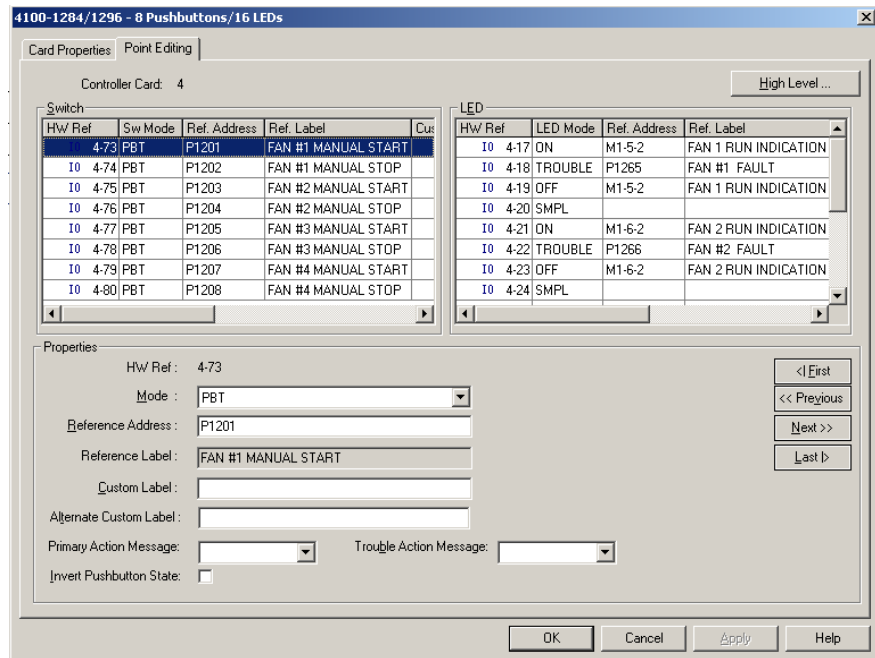 4100-1284/1296 - 8 Pushbuttons/16 LEDs
Card Properties Point Editing
Controller Card: 4
High Level ...
Switch
HW Ref Sw Mode Ref. Address Ref. Label Cus
IO 4-73 PBT P1201 FAN #1 MANUAL START
IO 4-74 PBT P1202 FAN #1 MANUAL STOP
IO 4-75 PBT P1203 FAN #2 MANUAL START
IO 4-76 PBT P1204 FAN #2 MANUAL STOP
IO 4-77 PBT P1205 FAN #3 MANUAL START
IO 4-78 PBT P1206 FAN #3 MANUAL STOP
IO 4-79 PBT P1207 FAN #4 MANUAL START
IO 4-80 PBT P1208 FAN #4 MANUAL STOP
LED
HW Ref LED Mode Ref. Address Ref. Label
IO 4-17 ON M1-5-2 FAN 1 RUN INDICATION
IO 4-18 TROUBLE P1265 FAN #1 FAULT
IO 4-19 OFF M1-5-2 FAN 1 RUN INDICATION
IO 4-20 SMPL
IO 4-21 ON M1-6-2 FAN 2 RUN INDICATION
IO 4-22 TROUBLE P1266 FAN #2 FAULT
IO 4-23 OFF M1-6-2 FAN 2 RUN INDICATION
IO 4-24 SMPL
Properties
HW Ref : 4-73
Mode : PBT
Reference Address : P1201
Reference Label : FAN #1 MANUAL START
Custom Label :
Alternate Custom Label :
Primary Action Message: Trouble Action Message:
Invert Pushbutton State:
<| First
<< Previous
Next >>
Last |>
OK Cancel Apply Help